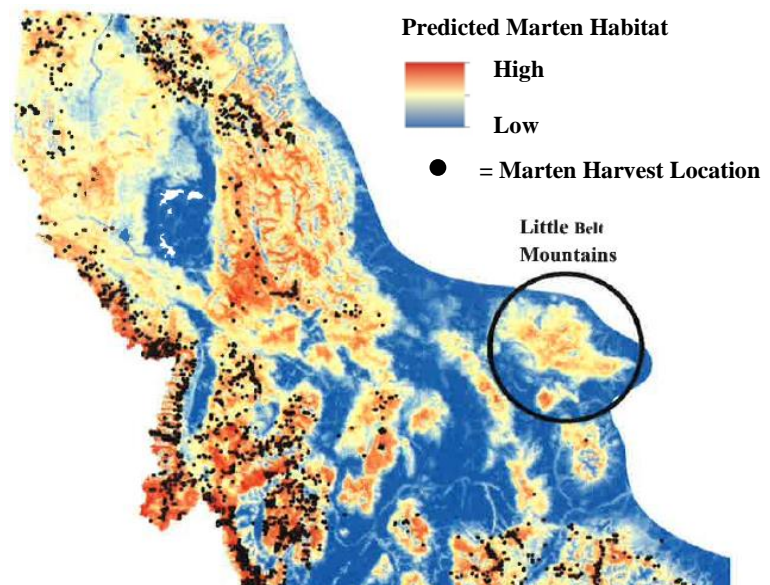 Predicted Marten Habitat
High
Low
= Marten Harvest Location
Little Belt
Mountains